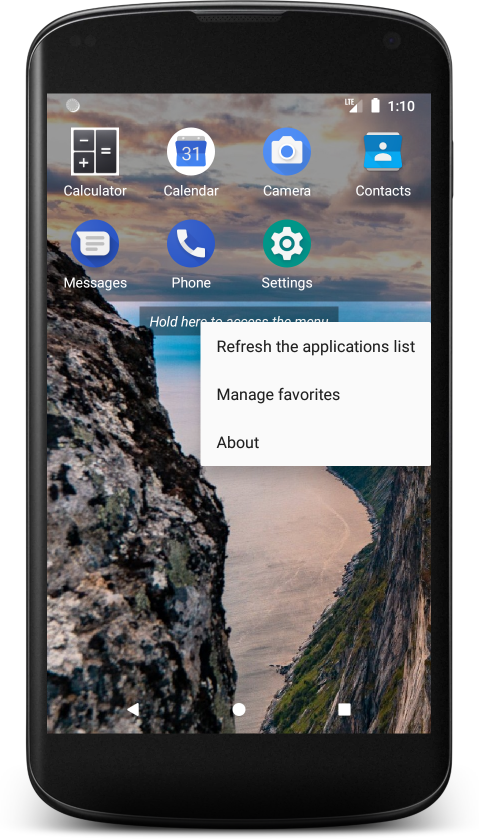 LTE 1:10
31
Calculator Calendar Camera Contacts
Messages Phone Settings
Hold here to access the menu
Refresh the applications list
Manage favorites
About